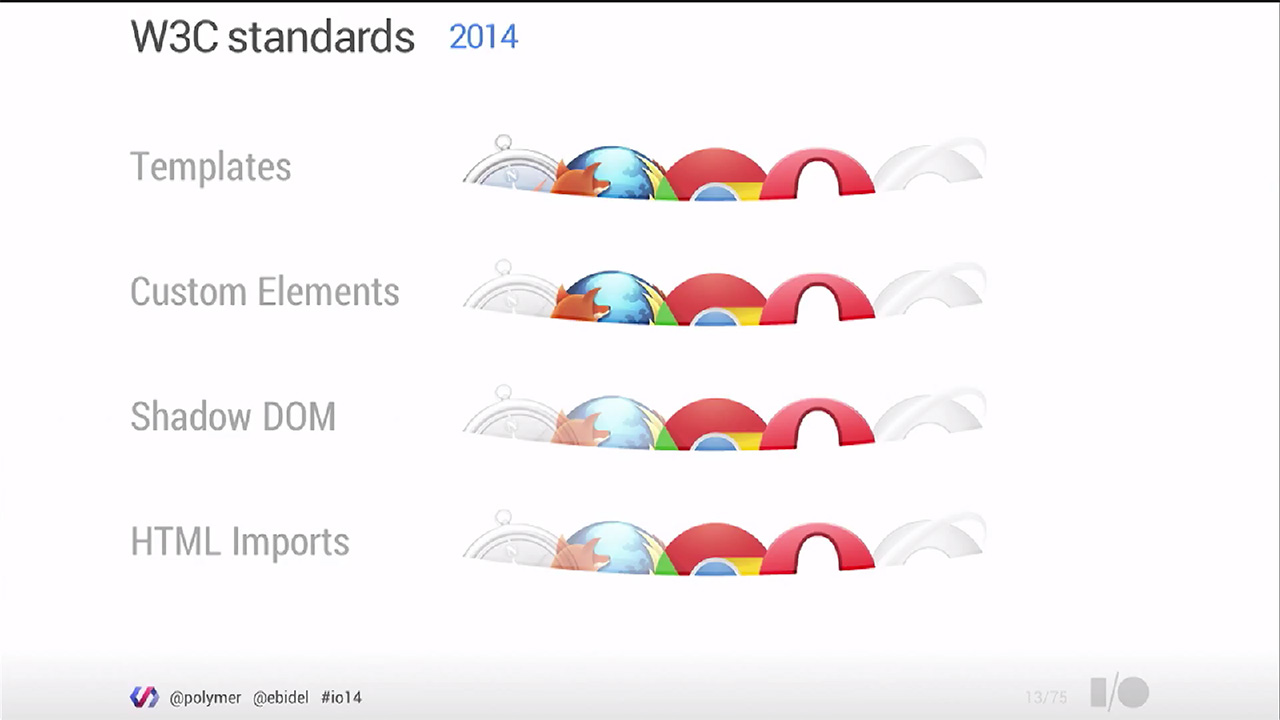 W3C standards 2014
Templates
Custom Elements
Shadow DOM
HTML Imports
@polymer @ebidel #io14
13/75
I/O